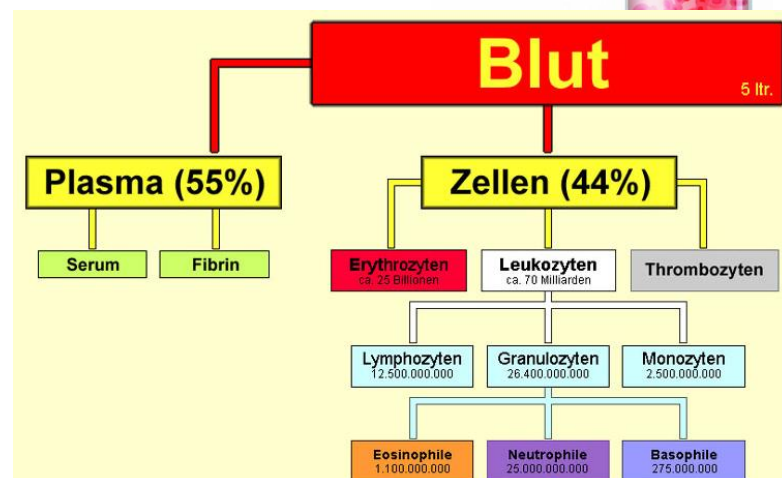 Blut
5 ltr.
Plasma (55%)
Zellen (44%)
Serum
Fibrin
Erythrozyten
ca. 25 Billionen
Leukozyten
ca. 70 Milliarden
Thrombozyten
Lymphozyten
12.500.000.000
Granulozyten
26.400.000.000
Monozyten
2.500.000.000
Eosinophile
1.100.000.000
Neutrophile
25.000.000.000
Basophile
275.000.000